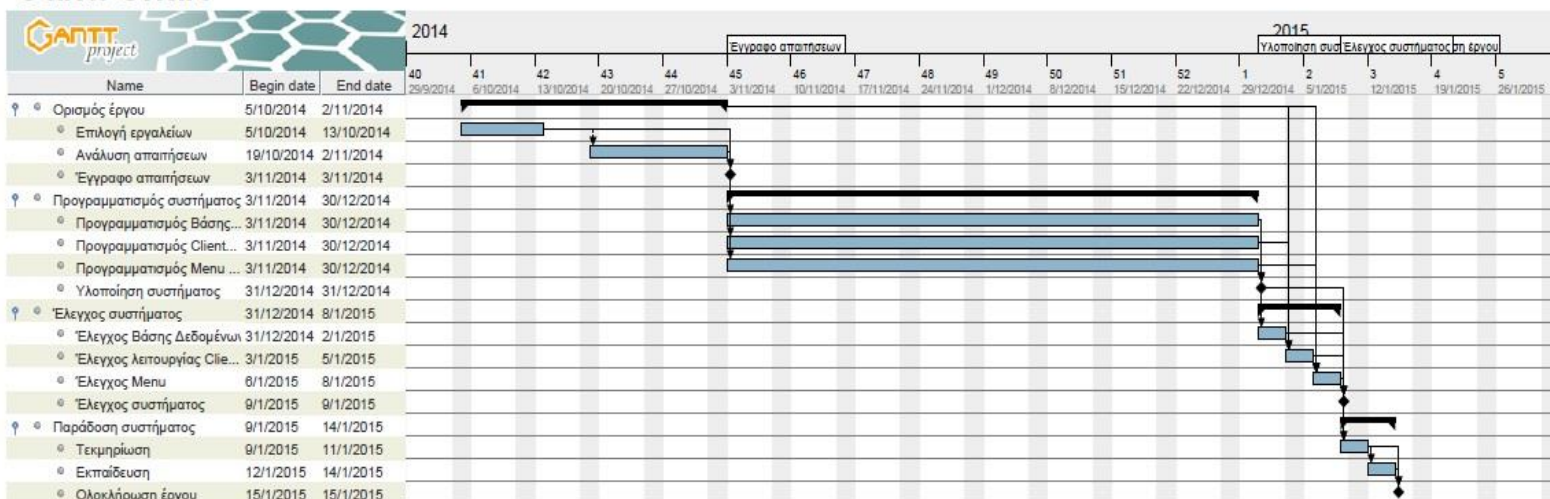 GANTT
project
2014
2015
Έγγραφο απαιτήσεων
Υλοποίηση συσ
Έλεγχος συστήματος
ση έργου
Name Begin date End date
40 41 42 43 44 45 46 47 48 49 50 51 52 1 2 3 4 5
29/9/2014 6/10/2014 13/10/2014 20/10/2014 27/10/2014 3/11/2014 10/11/2014 17/11/2014 24/11/2014 1/12/2014 8/12/2014 15/12/2014 22/12/2014 29/12/2014 5/1/2015 12/1/2015 19/1/2015 26/1/2015
Ορισμός έργου 5/10/2014 2/11/2014
Επιλογή εργαλείων 5/10/2014 13/10/2014
Ανάλυση απαιτήσεων 19/10/2014 2/11/2014
Έγγραφο απαιτήσεων 3/11/2014 3/11/2014
Προγραμματισμός συστήματος 3/11/2014 30/12/2014
Προγραμματισμός Βάσης... 3/11/2014 30/12/2014
Προγραμματισμός Client... 3/11/2014 30/12/2014
Προγραμματισμός Menu ... 3/11/2014 30/12/2014
Υλοποίηση συστήματος 31/12/2014 31/12/2014
Έλεγχος συστήματος 31/12/2014 8/1/2015
Έλεγχος Βάσης Δεδομένων 31/12/2014 2/1/2015
Έλεγχος λειτουργίας Clie... 3/1/2015 5/1/2015
Έλεγχος Menu 6/1/2015 8/1/2015
Έλεγχος συστήματος 9/1/2015 9/1/2015
Παράδοση συστήματος 9/1/2015 14/1/2015
Τεκμηρίωση 9/1/2015 11/1/2015
Εκπαίδευση 12/1/2015 14/1/2015
Ολοκλήρωση έργου 15/1/2015 15/1/2015